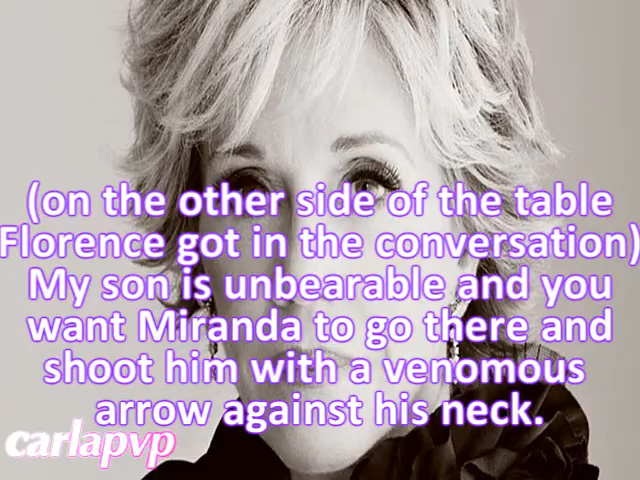 (on the other side of the table
Florence got in the conversation)
My son is unbearable and you
want Miranda to go there and
shoot him with a venomous
arrow against his neck.
carlapvp